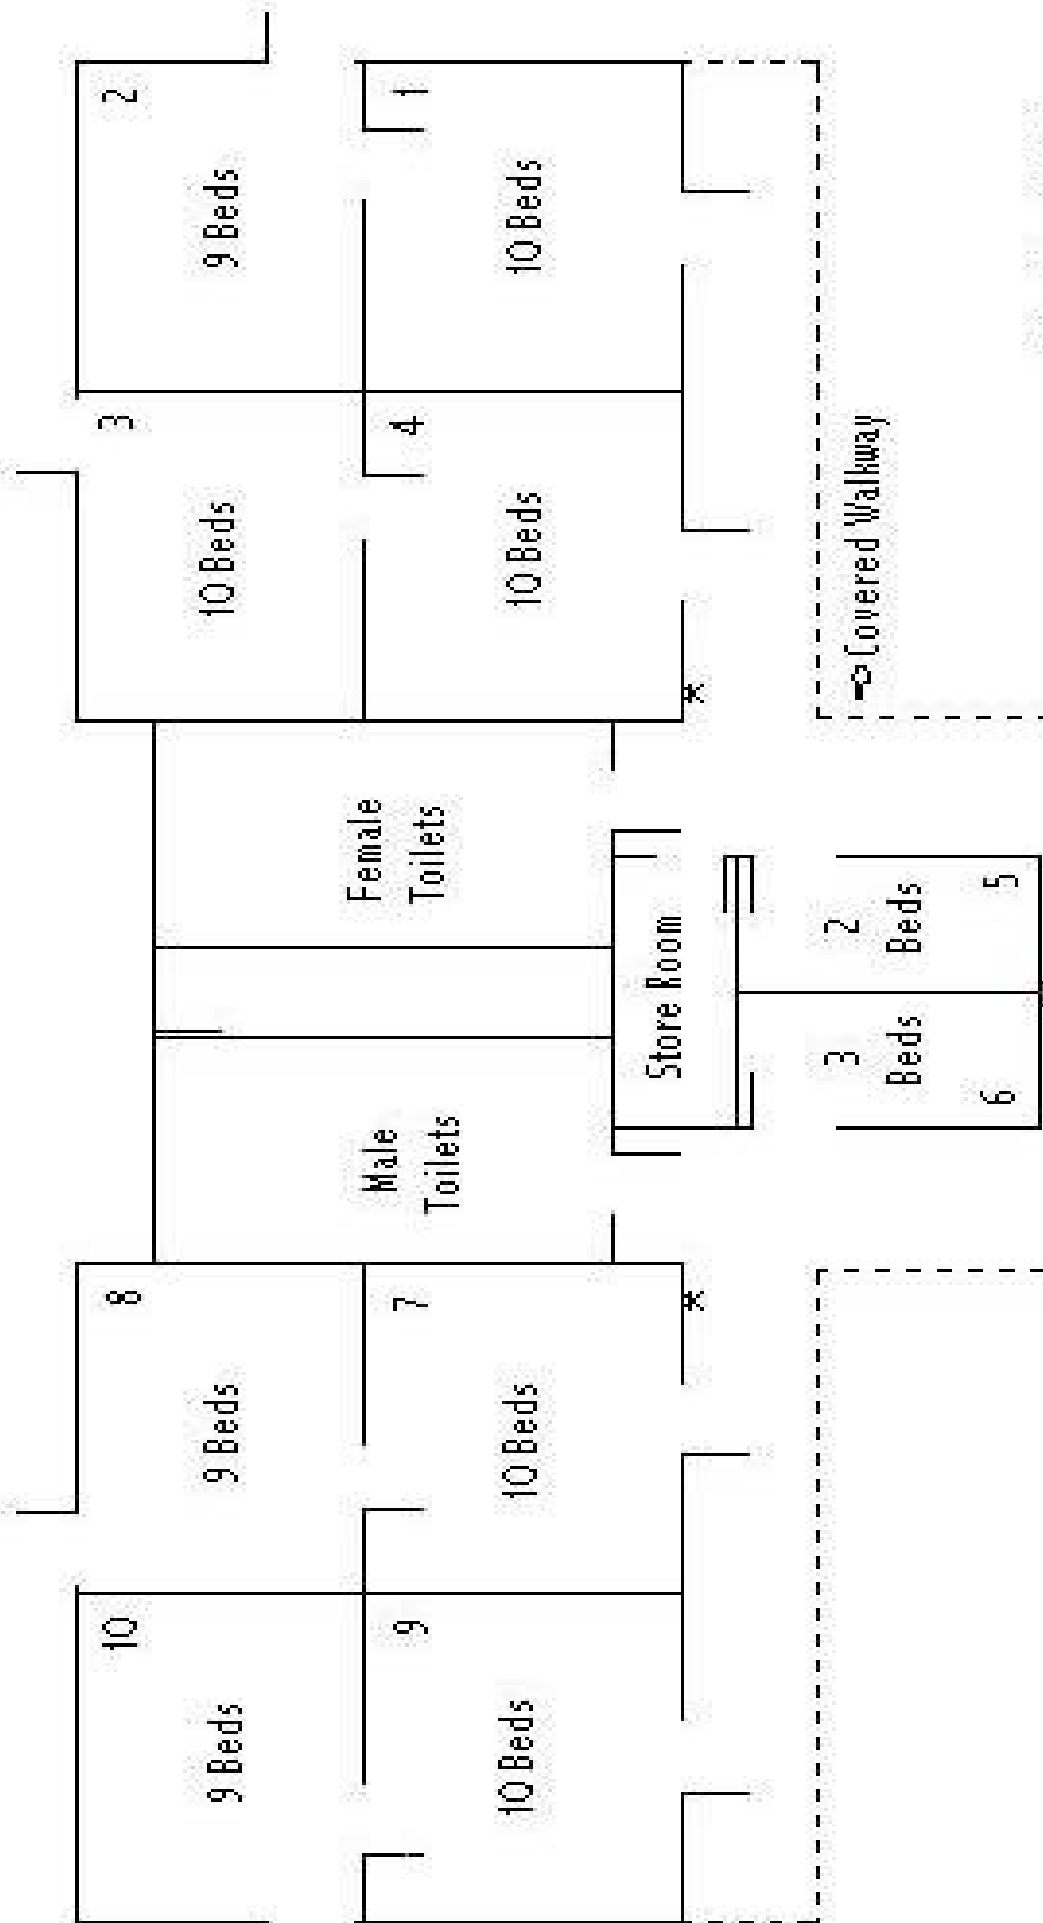 10
9 Beds
8
9 Beds
3
10 Beds
2
9 Beds
9
10 Beds
7
10 Beds
Male
Toilets
Female
Toilets
4
10 Beds
1
10 Beds
*
*
Store Room
Covered Walkway
3
Beds
6
2
Beds
5